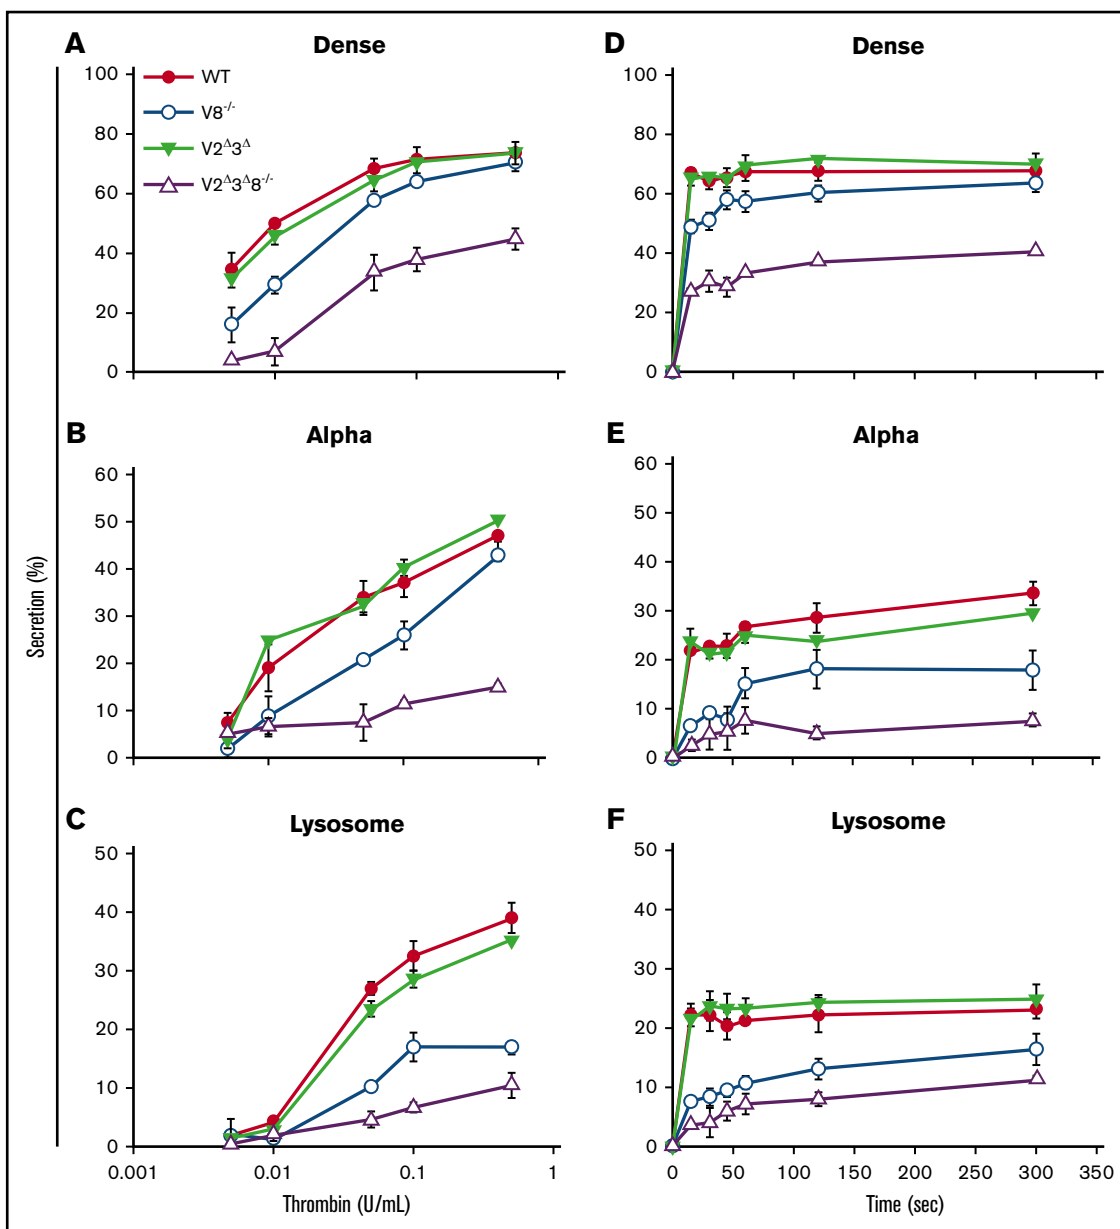 A
Dense
D
Dense
WT
V8-/-
V2Δ3Δ
V2Δ3Δ8-/-
100
80
60
40
20
0
100
80
60
40
20
0
B
Alpha
E
Alpha
60
50
40
30
20
10
0
60
50
40
30
20
10
0
Secretion (%)
C
Lysosome
F
Lysosome
50
40
30
20
10
0
50
40
30
20
10
0
0.001
0.01
0.1
1
0
50
100
150
200
250
300
350
Thrombin (U/mL)
Time (sec)